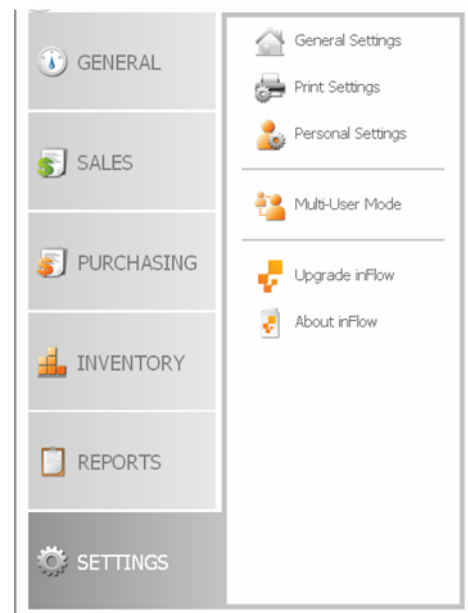 GENERAL
SALES
PURCHASING
INVENTORY
REPORTS
SETTINGS
General Settings
Print Settings
Personal Settings
Multi-User Mode
Upgrade inFlow
About inFlow